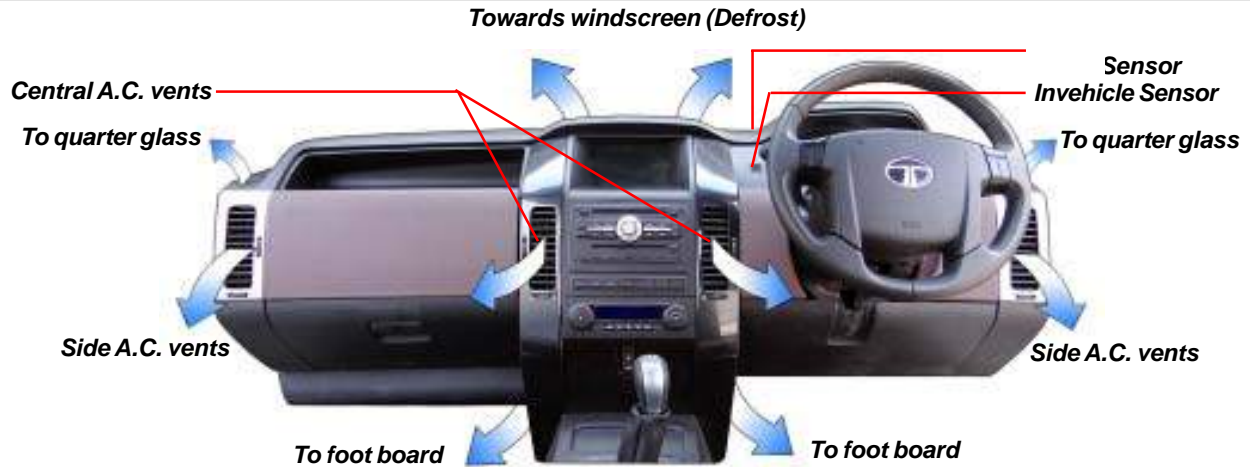 Towards windscreen (Defrost)
Sensor
Central A.C. vents
Invehicle Sensor
To quarter glass
To quarter glass
Side A.C. vents
Side A.C. vents
To foot board
To foot board